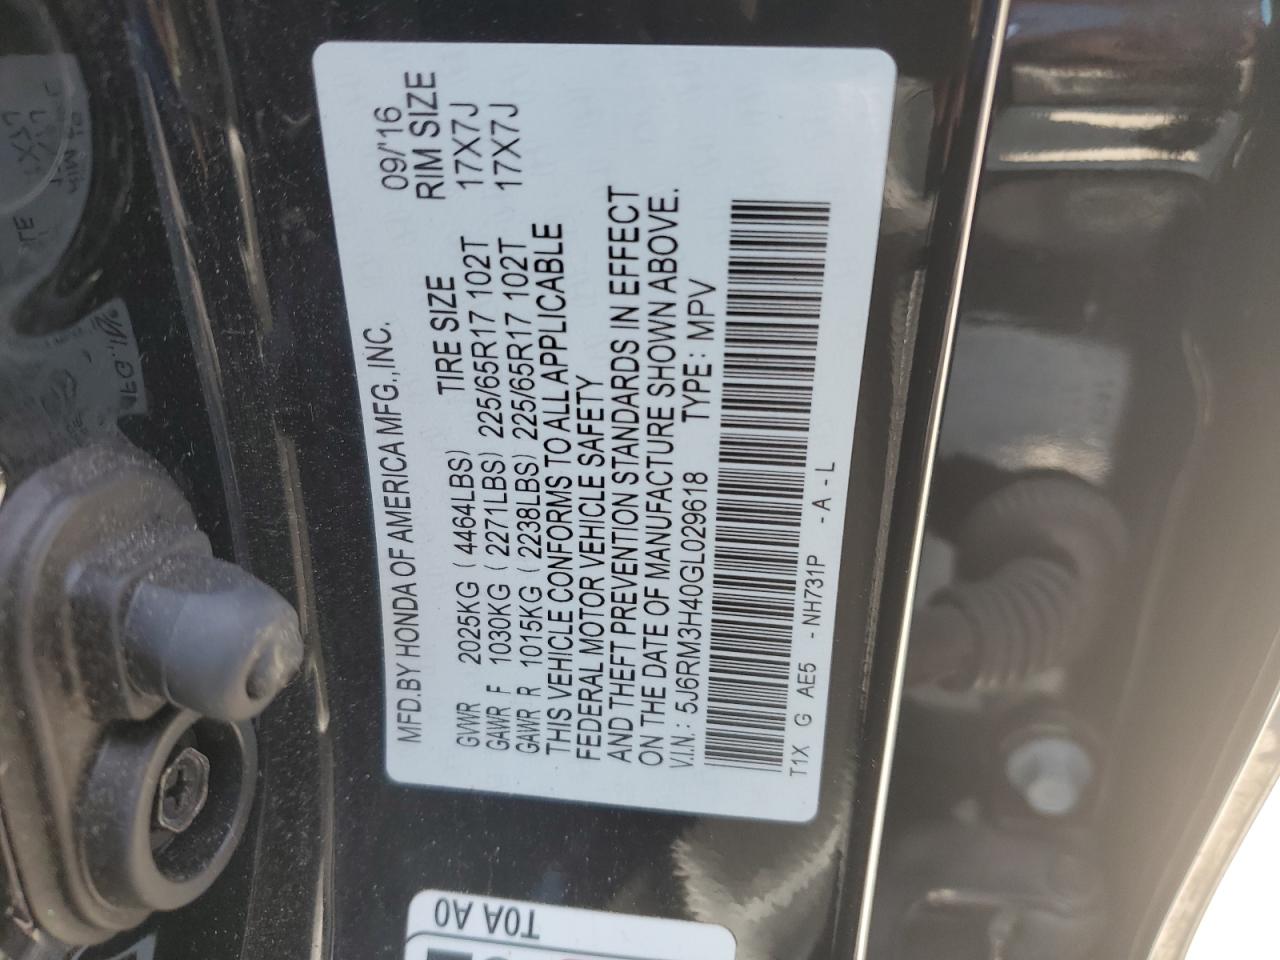 MFD.BY HONDA OF AMERICA MFG.,INC. 09/'16
TIRE SIZE RIM SIZE
GVWR 2025KG ( 4464LBS)
GAWR F 1030KG ( 2271LBS) 225/65R17 102T 17X7J
GAWR R 1015KG ( 2238LBS) 225/65R17 102T 17X7J
THIS VEHICLE CONFORMS TO ALL APPLICABLE
FEDERAL MOTOR VEHICLE SAFETY
AND THEFT PREVENTION STANDARDS IN EFFECT
ON THE DATE OF MANUFACTURE SHOWN ABOVE.
V.I.N.: 5J6RM3H40GL029618 TYPE: MPV
T1X G AE5 - NH731P - A - L
T0A A0